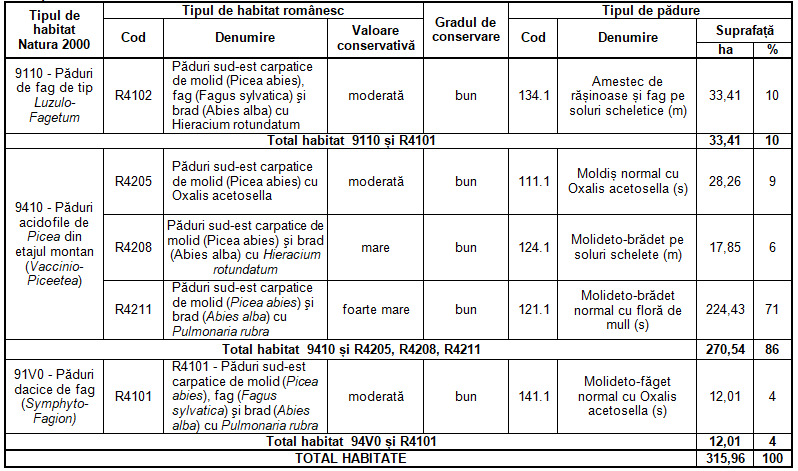 Tipul de habitat Natura 2000 | Tipul de habitat românesc | Gradul de conservare | Tipul de pădure
Cod | Denumire | Valoare conservativă | Cod | Denumire | Suprafață
ha | %
9110 - Păduri de fag de tip Luzulo-Fagetum | R4102 | Păduri sud-est carpatice de molid (Picea abies), fag (Fagus sylvatica) şi brad (Abies alba) cu Hieracium rotundatum | moderată | bun | 134.1 | Amestec de rășinoase și fag pe soluri scheletice (m) | 33,41 | 10
Total habitat 9110 și R4101 | 33,41 | 10
9410 - Păduri acidofile de Picea din etajul montan (Vaccinio-Piceetea) | R4205 | Păduri sud-est carpatice de molid (Picea abies) cu Oxalis acetosella | moderată | bun | 111.1 | Moldiș normal cu Oxalis acetosella (s) | 28,26 | 9
R4208 | Păduri sud-est carpatice de molid (Picea abies) şi brad (Abies alba) cu Hieracium rotundatum | mare | bun | 124.1 | Molideto-brădet pe soluri schelete (m) | 17,85 | 6
R4211 | Păduri sud-est carpatice de molid (Picea abies) şi brad (Abies alba) cu Pulmonaria rubra | foarte mare | bun | 121.1 | Molideto-brădet normal cu floră de mull (s) | 224,43 | 71
Total habitat 9410 și R4205, R4208, R4211 | 270,54 | 86
91V0 - Păduri dacice de fag (Symphyto-Fagion) | R4101 | R4101 - Păduri sud-est carpatice de molid (Picea abies), fag (Fagus sylvatica) şi brad (Abies alba) cu Pulmonaria rubra | moderată | bun | 141.1 | Molideto-făget normal cu Oxalis acetosella (s) | 12,01 | 4
Total habitat 94V0 și R4101 | 12,01 | 4
TOTAL HABITATE | 315,96 | 100